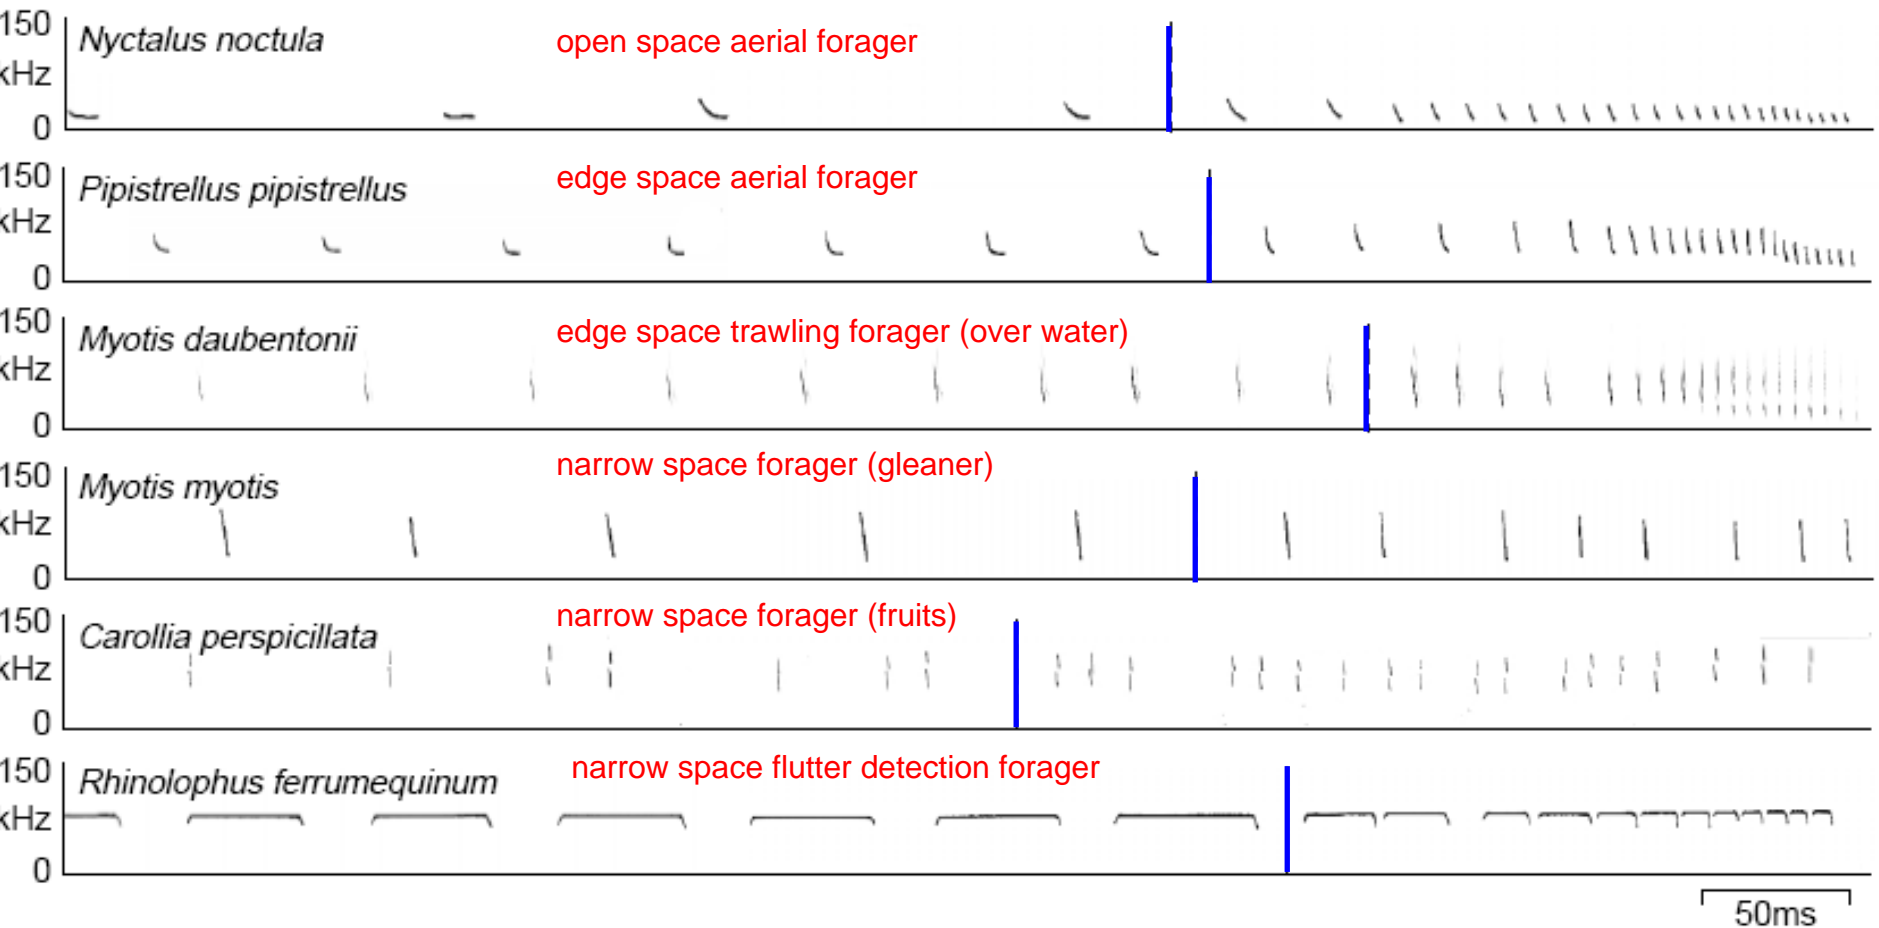 150
Nyctalus noctula open space aerial forager
kHz
0
150
Pipistrellus pipistrellus edge space aerial forager
kHz
0
150
Myotis daubentonii edge space trawling forager (over water)
kHz
0
150
Myotis myotis narrow space forager (gleaner)
kHz
0
150
Carollia perspicillata narrow space forager (fruits)
kHz
0
150
Rhinolophus ferrumequinum narrow space flutter detection forager
kHz
0
50ms